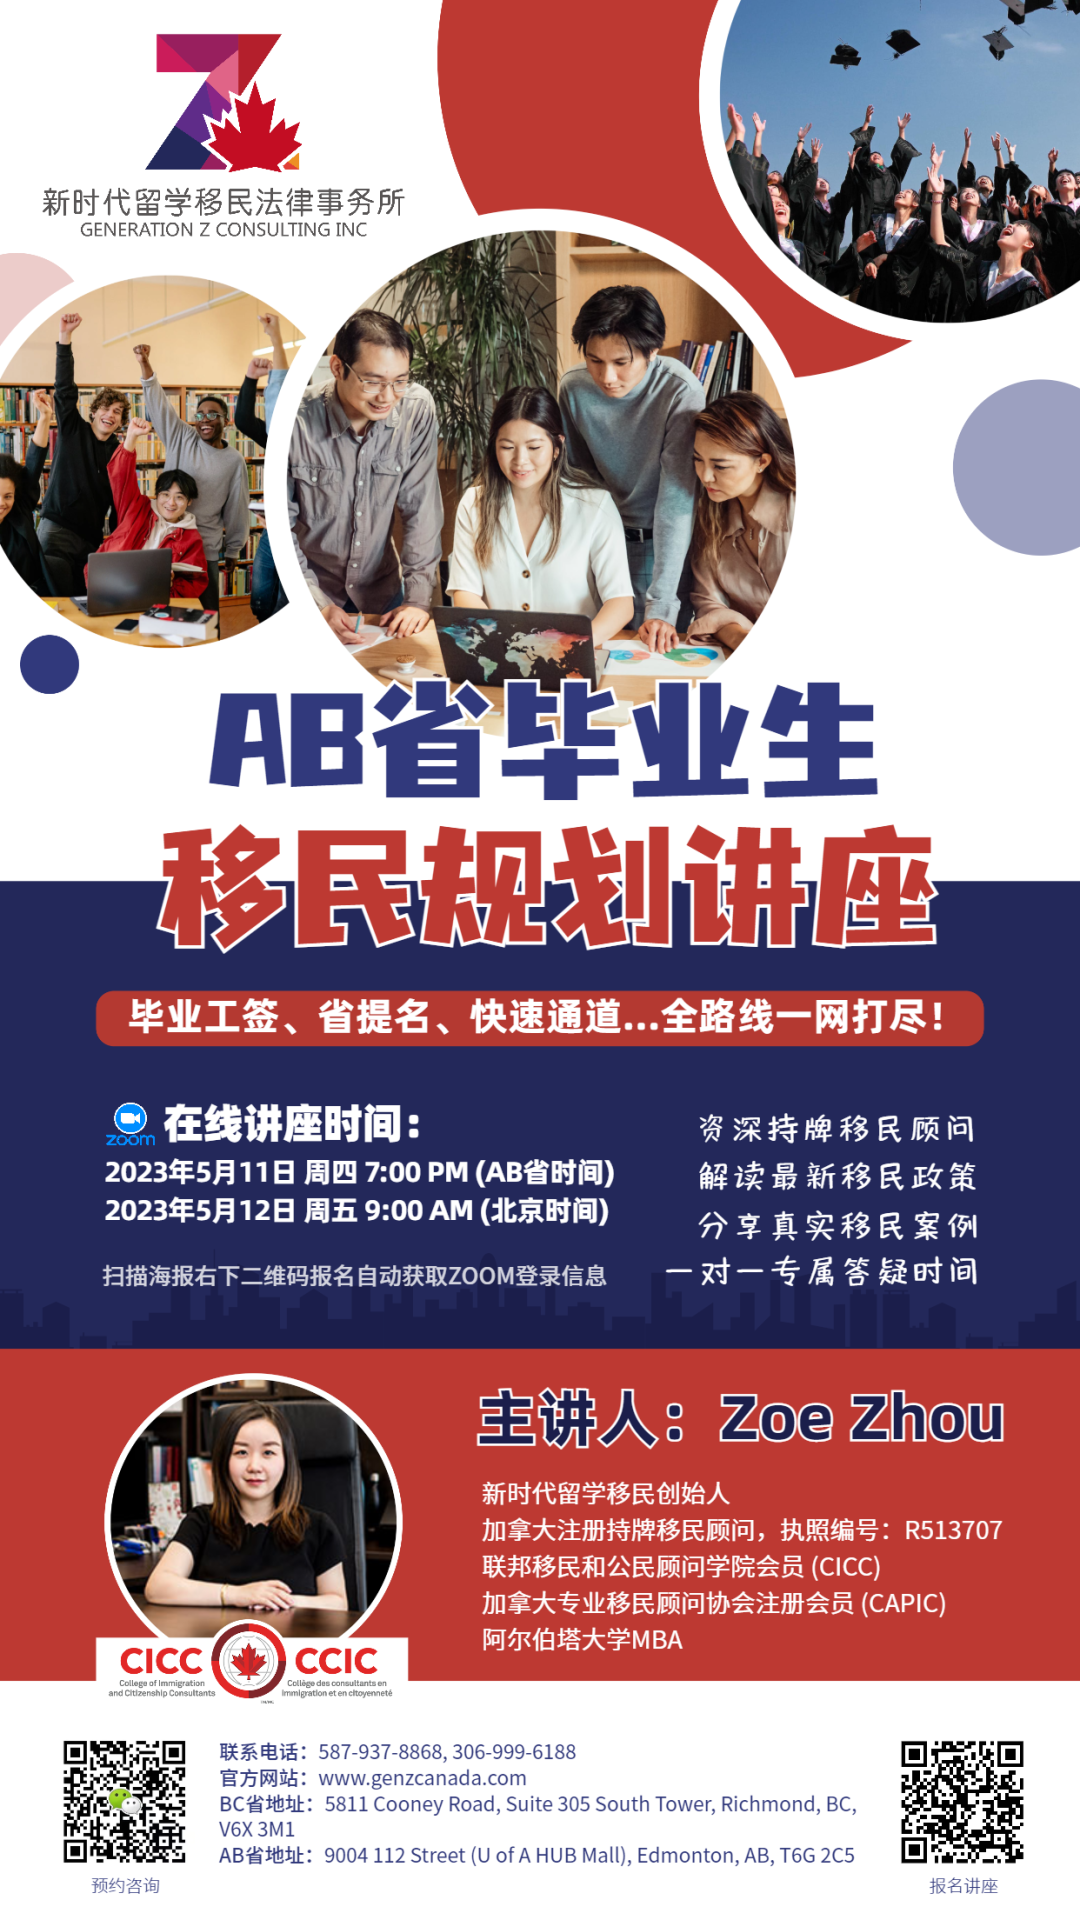 新时代留学移民法律事务所
GENERATION Z CONSULTING INC
AB省毕业生
移民规划讲座
毕业工签、省提名、快速通道...全路线一网打尽!
zoom 在线讲座时间：
2023年5月11日 周四 7:00 PM (AB省时间)
2023年5月12日 周五 9:00 AM (北京时间)
扫描海报右下二维码报名自动获取ZOOM登录信息
资深持牌移民顾问
解读最新移民政策
分享真实移民案例
一对一专属答疑时间
主讲人：Zoe Zhou
新时代留学移民创始人
加拿大注册持牌移民顾问，执照编号：R513707
联邦移民和公民顾问学院会员 (CICC)
加拿大专业移民顾问协会注册会员 (CAPIC)
阿尔伯塔大学MBA
CICC CCIC
College of Immigration Collège des consultants en
and Citizenship Consultants immigration et en citoyenneté
联系电话：587-937-8868, 306-999-6188
官方网站：www.genzcanada.com
BC省地址：5811 Cooney Road, Suite 305 South Tower, Richmond, BC,
V6X 3M1
AB省地址：9004 112 Street (U of A HUB Mall), Edmonton, AB, T6G 2C5
预约咨询
报名讲座